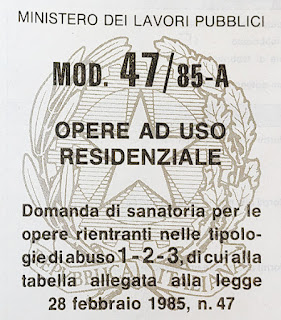 MINISTERO DEI LAVORI PUBBLICI
MOD. 47/85-A
OPERE AD USO
RESIDENZIALE
Domanda di sanatoria per le
opere rientranti nelle tipolo-
gie di abuso 1-2-3, di cui alla
tabella allegata alla legge
28 febbraio 1985, n. 47